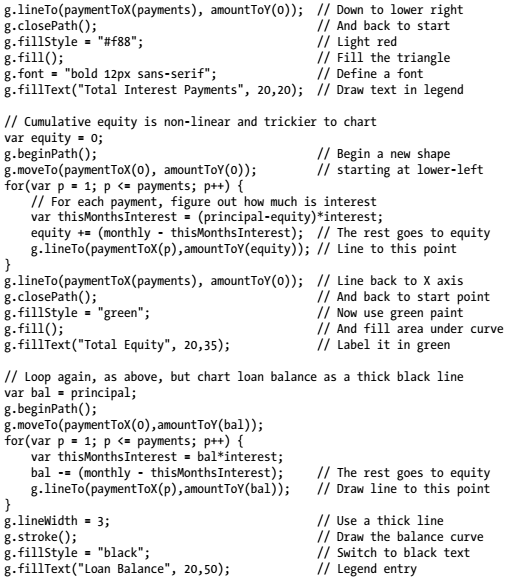 g.lineTo(paymentToX(payments), amountToY(0)); // Down to lower right
g.closePath(); // And back to start
g.fillStyle = "#f88"; // Light red
g.fill(); // Fill the triangle
g.font = "bold 12px sans-serif"; // Define a font
g.fillText("Total Interest Payments", 20,20); // Draw text in legend

// Cumulative equity is non-linear and trickier to chart
var equity = 0;
g.beginPath(); // Begin a new shape
g.moveTo(paymentToX(0), amountToY(0)); // starting at lower-left
for(var p = 1; p <= payments; p++) {
    // For each payment, figure out how much is interest
    var thisMonthsInterest = (principal-equity)*interest;
    equity += (monthly - thisMonthsInterest); // The rest goes to equity
    g.lineTo(paymentToX(p),amountToY(equity)); // Line to this point
}
g.lineTo(paymentToX(payments), amountToY(0)); // Line back to X axis
g.closePath(); // And back to start point
g.fillStyle = "green"; // Now use green paint
g.fill(); // And fill area under curve
g.fillText("Total Equity", 20,35); // Label it in green

// Loop again, as above, but chart loan balance as a thick black line
var bal = principal;
g.beginPath();
g.moveTo(paymentToX(0),amountToY(bal));
for(var p = 1; p <= payments; p++) {
    var thisMonthsInterest = bal*interest;
    bal -= (monthly - thisMonthsInterest); // The rest goes to equity
    g.lineTo(paymentToX(p),amountToY(bal)); // Draw line to this point
}
g.lineWidth = 3; // Use a thick line
g.stroke(); // Draw the balance curve
g.fillStyle = "black"; // Switch to black text
g.fillText("Loan Balance", 20,50); // Legend entry